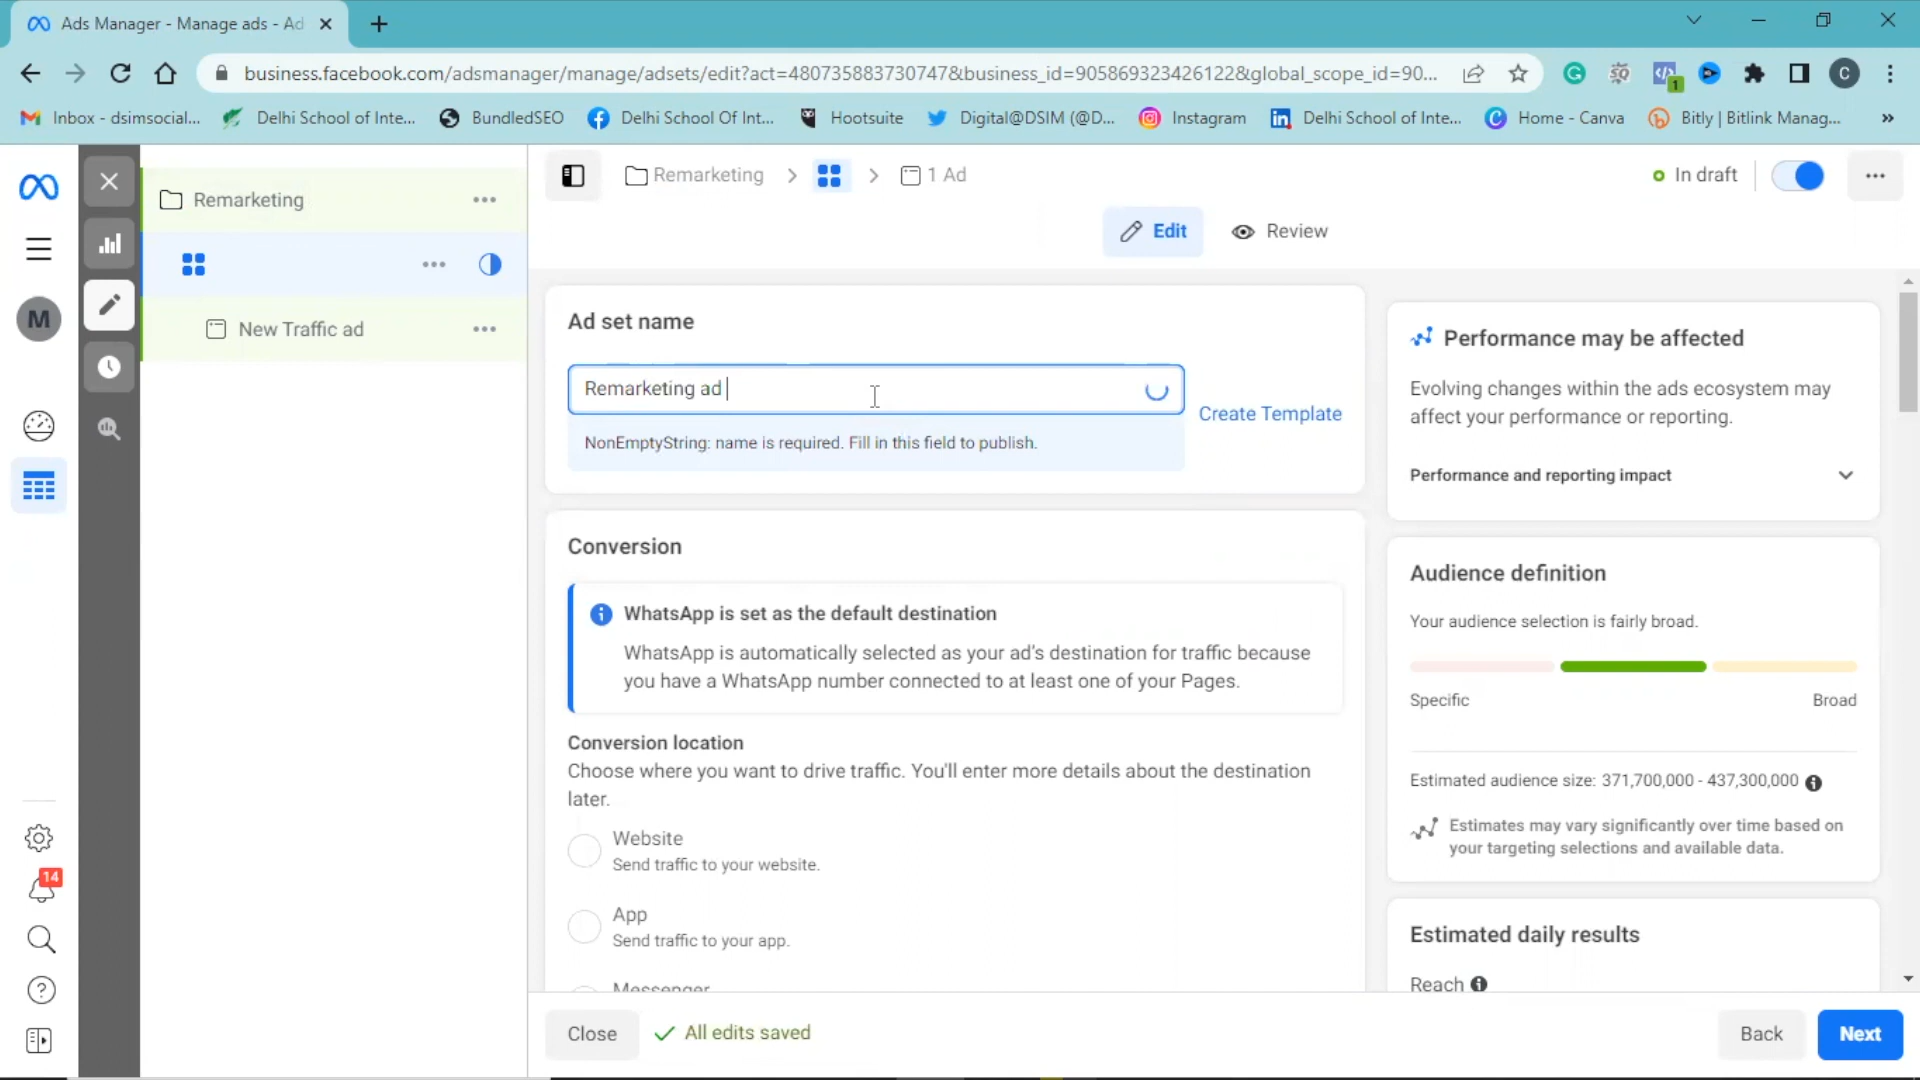 Ads Manager - Manage ads - Ad
business.facebook.com/adsmanager/manage/adsets/edit?act=480735883730747&business_id=905869323426122&global_scope_id=90...
1
C
Inbox - dsimsocial...
Delhi School of Inte...
BundledSEO
Delhi School Of Int...
Hootsuite
Digital@DSIM (@D...
Instagram
Delhi School of Inte...
Home - Canva
Bitly | Bitlink Manag...
»
M
14
Remarketing
New Traffic ad
Remarketing
1 Ad
In draft
Edit
Review
Ad set name
Remarketing ad
Create Template
NonEmptyString: name is required. Fill in this field to publish.
Conversion
WhatsApp is set as the default destination
WhatsApp is automatically selected as your ad's destination for traffic because
you have a WhatsApp number connected to at least one of your Pages.
Conversion location
Choose where you want to drive traffic. You'll enter more details about the destination
later.
Website
Send traffic to your website.
App
Send traffic to your app.
Messenger
Performance may be affected
Evolving changes within the ads ecosystem may
affect your performance or reporting.
Performance and reporting impact
Audience definition
Your audience selection is fairly broad.
Specific
Broad
Estimated audience size: 371,700,000 - 437,300,000
Estimates may vary significantly over time based on
your targeting selections and available data.
Estimated daily results
Reach
Close
All edits saved
Back
Next